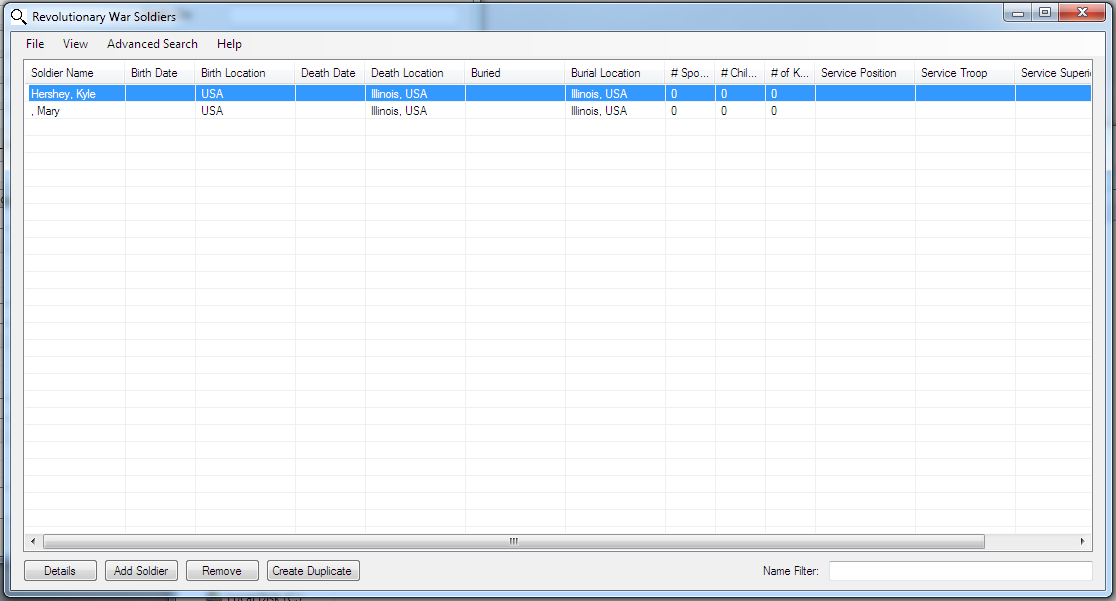 Revolutionary War Soldiers
File View Advanced Search Help
Soldier Name Birth Date Birth Location Death Date Death Location Buried Burial Location # Spo... # Chil... # of K... Service Position Service Troop Service Superi
Hershey, Kyle USA Illinois, USA Illinois, USA 0 0 0
, Mary USA Illinois, USA Illinois, USA 0 0 0
Details Add Soldier Remove Create Duplicate Name Filter: